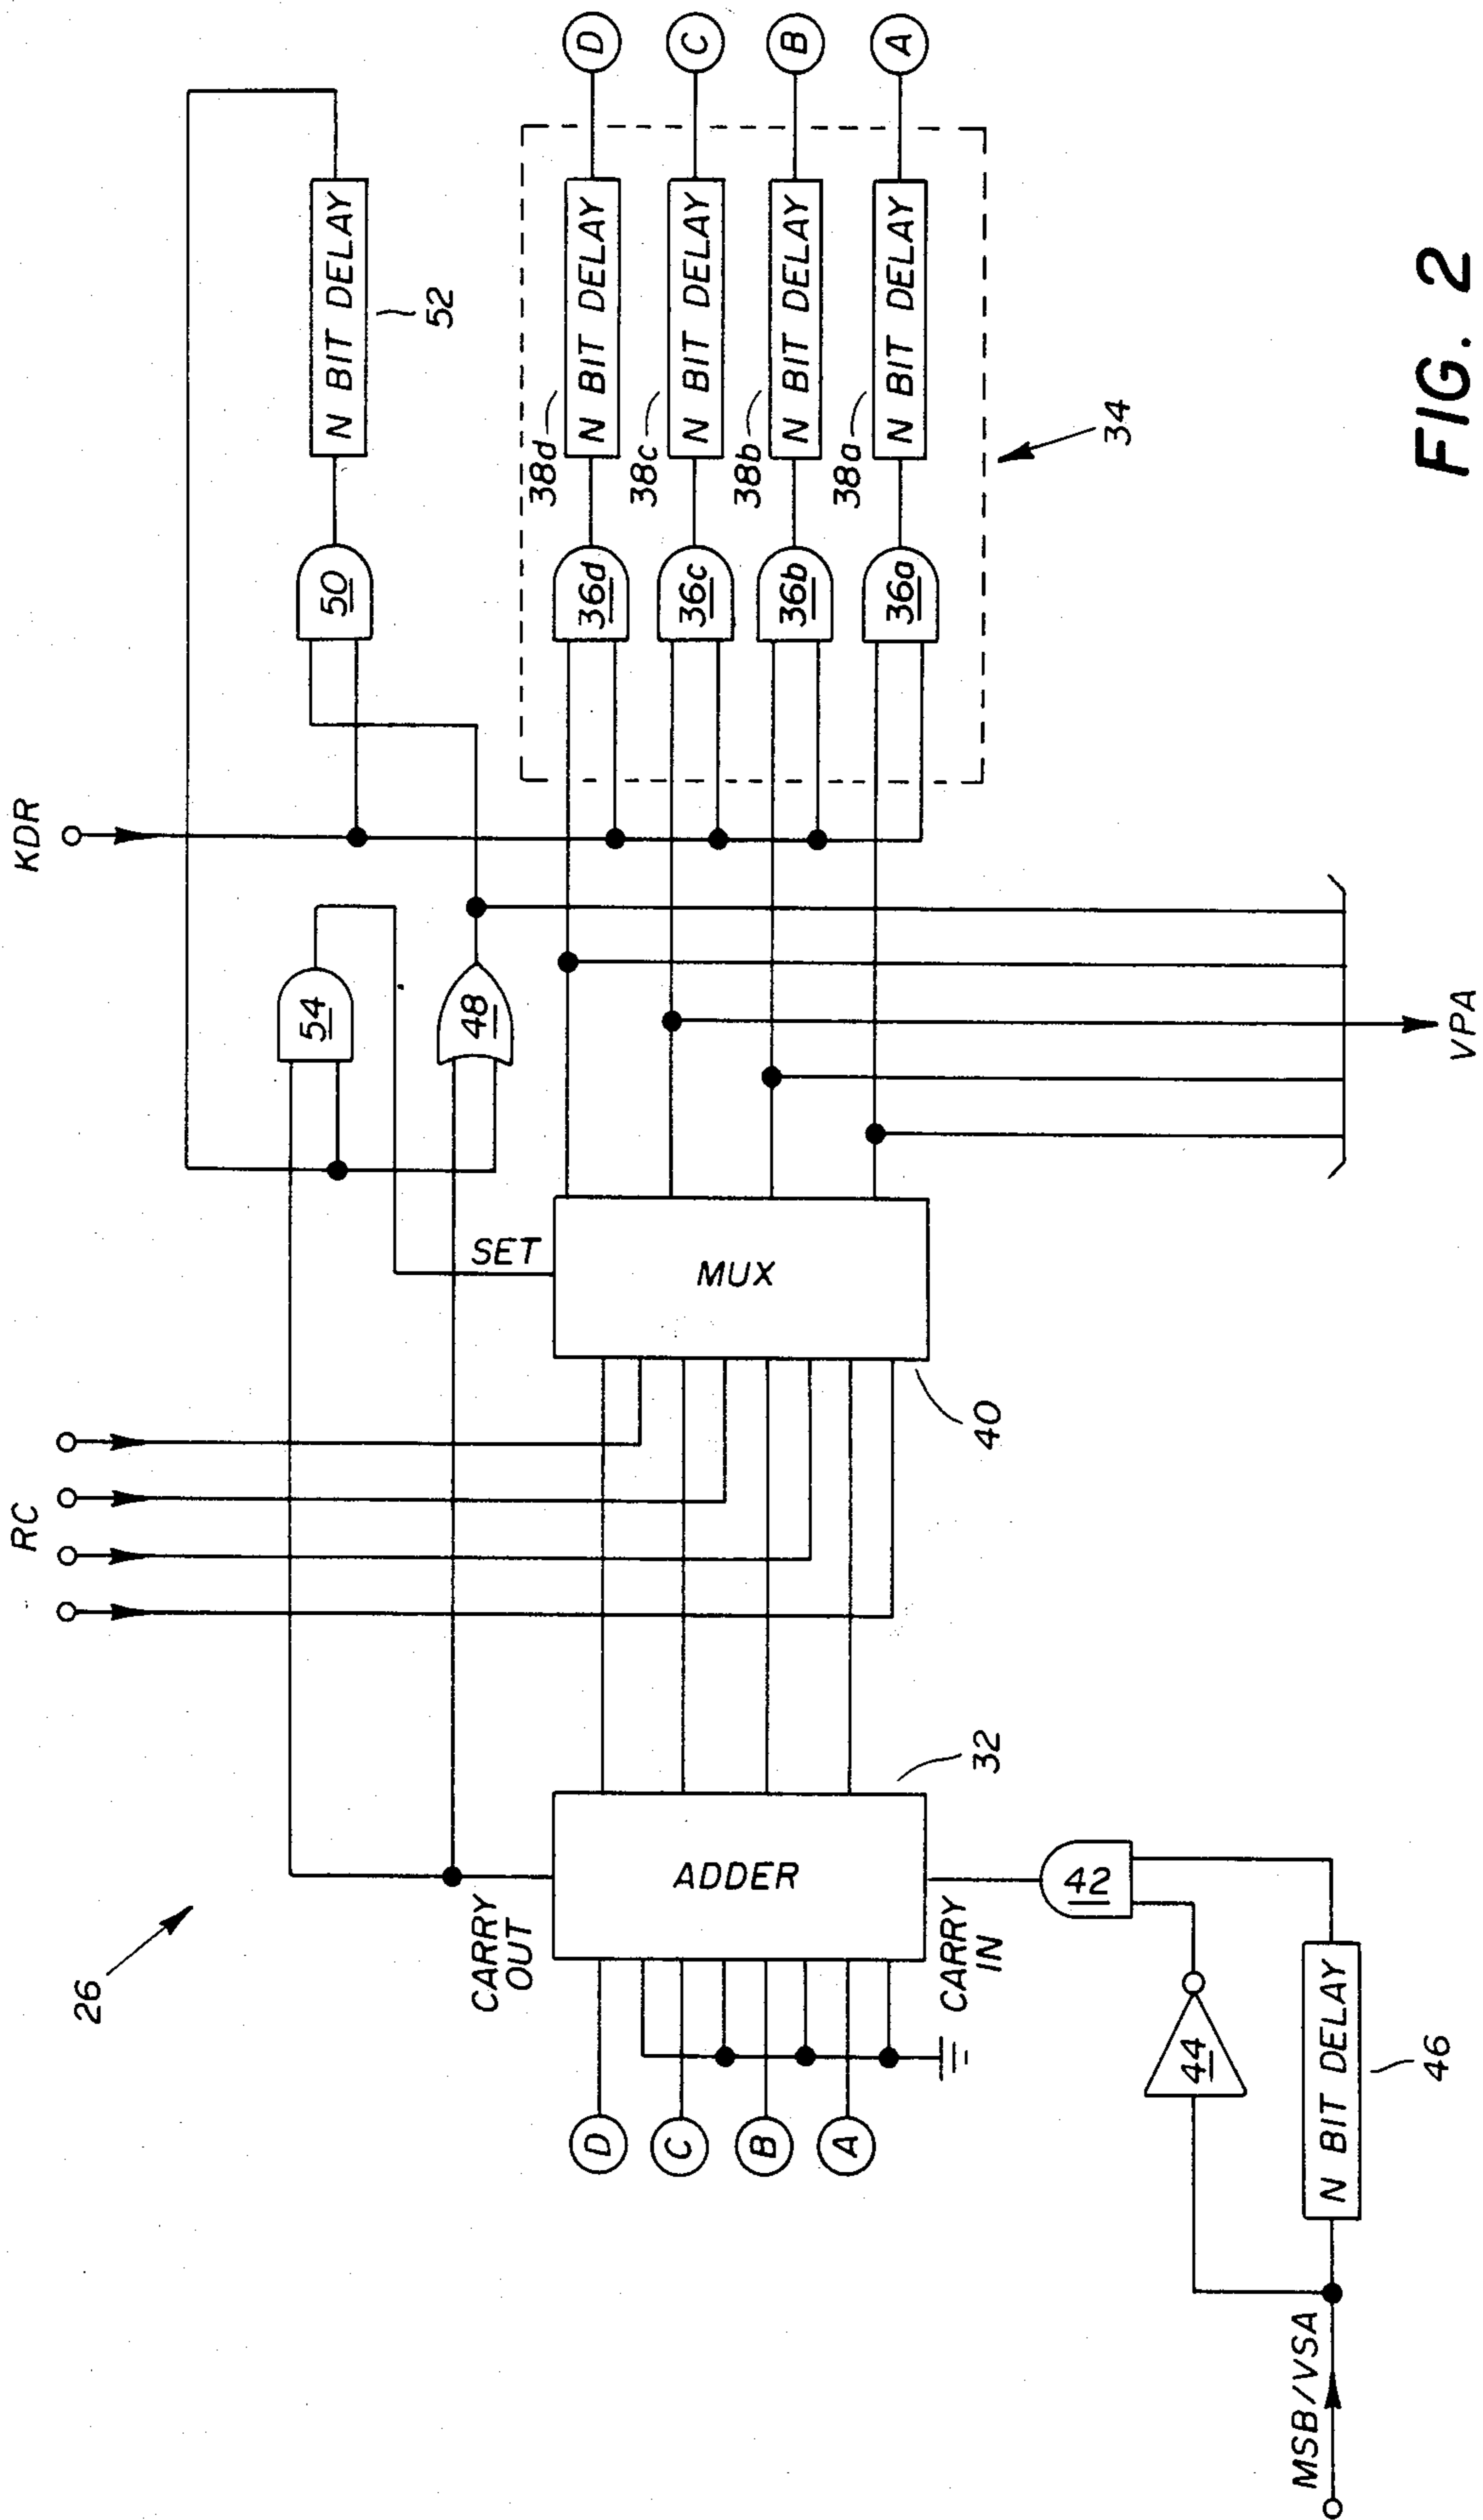 26
RC
KDR
54
50
N BIT DELAY
52
CARRY
OUT
SET
48
D
C
B
A
ADDER
32
MUX
40
36d
38d
N BIT DELAY
D
36c
38c
N BIT DELAY
C
36b
38b
N BIT DELAY
B
36a
38a
N BIT DELAY
A
34
CARRY
IN
42
44
N BIT DELAY
46
MSB/VSA
VPA
FIG. 2